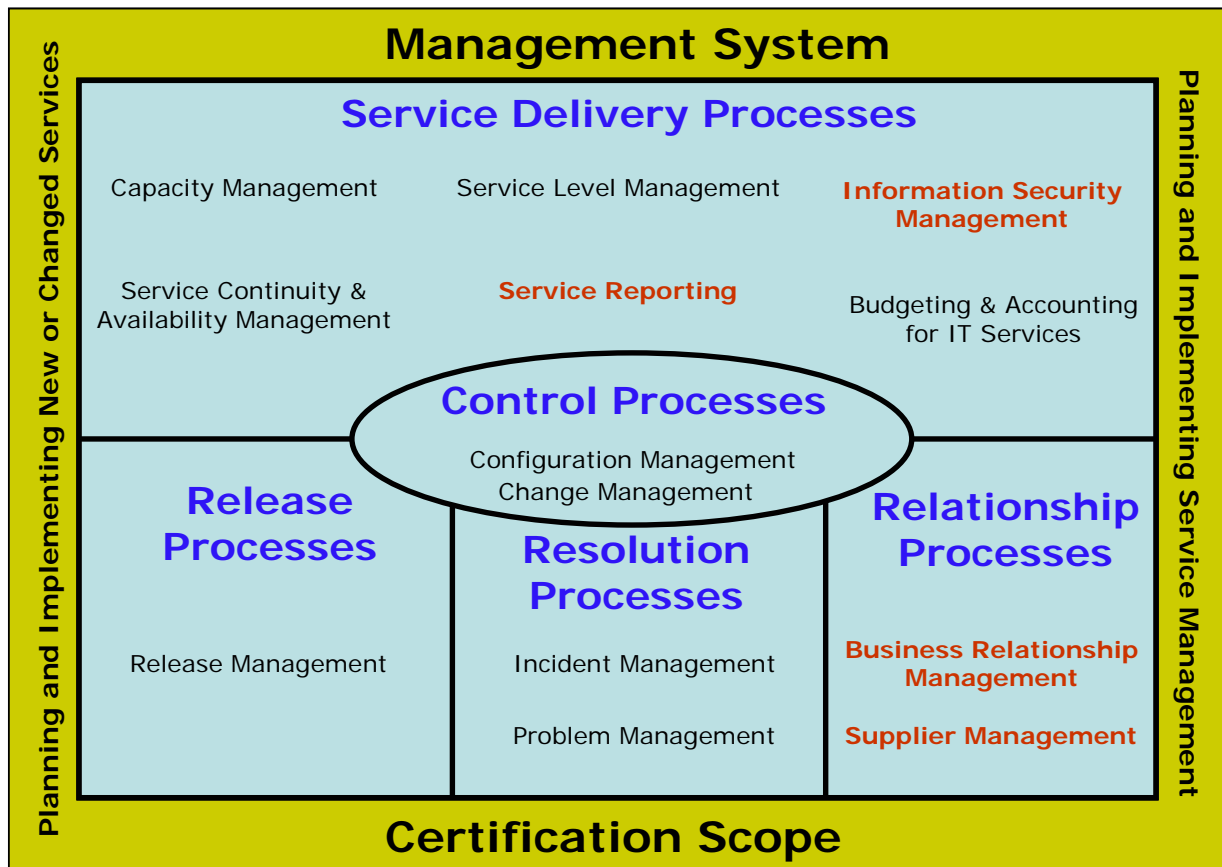 Management System
Planning and Implementing New or Changed Services
Planning and Implementing Service Management
Service Delivery Processes
Capacity Management
Service Level Management
Information Security
Management
Service Continuity &
Availability Management
Service Reporting
Budgeting & Accounting
for IT Services
Control Processes
Configuration Management
Change Management
Release
Processes
Release Management
Resolution
Processes
Incident Management
Problem Management
Relationship
Processes
Business Relationship
Management
Supplier Management
Certification Scope